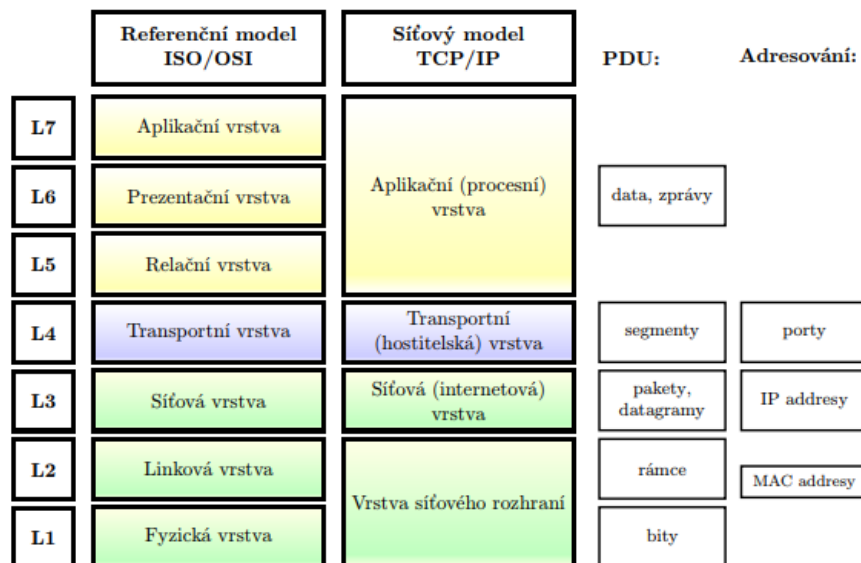 Referenční model
ISO/OSI
Síťový model
TCP/IP
PDU:
Adresování:
L7
Aplikační vrstva
Aplikační (procesní)
vrstva
L6
Prezentační vrstva
data, zprávy
L5
Relační vrstva
L4
Transportní vrstva
Transportní
(hostitelská) vrstva
segmenty
porty
L3
Síťová vrstva
Síťová (internetová)
vrstva
pakety,
datagramy
IP addresy
L2
Linková vrstva
Vrstva síťového rozhraní
rámce
MAC addresy
L1
Fyzická vrstva
bity